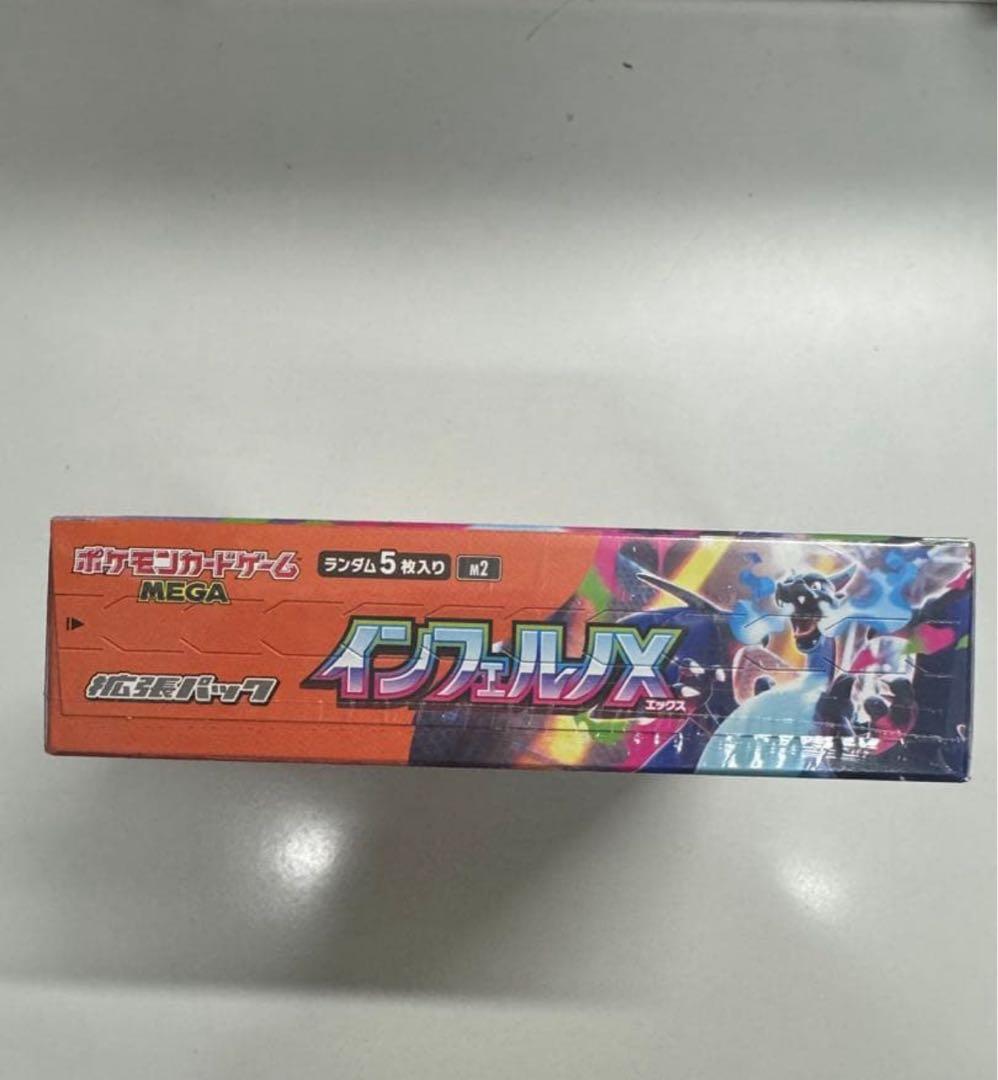 ポケモンカードゲーム
MEGA
ランダム5枚入り
M2
拡張パック
インフェルノX
エックス